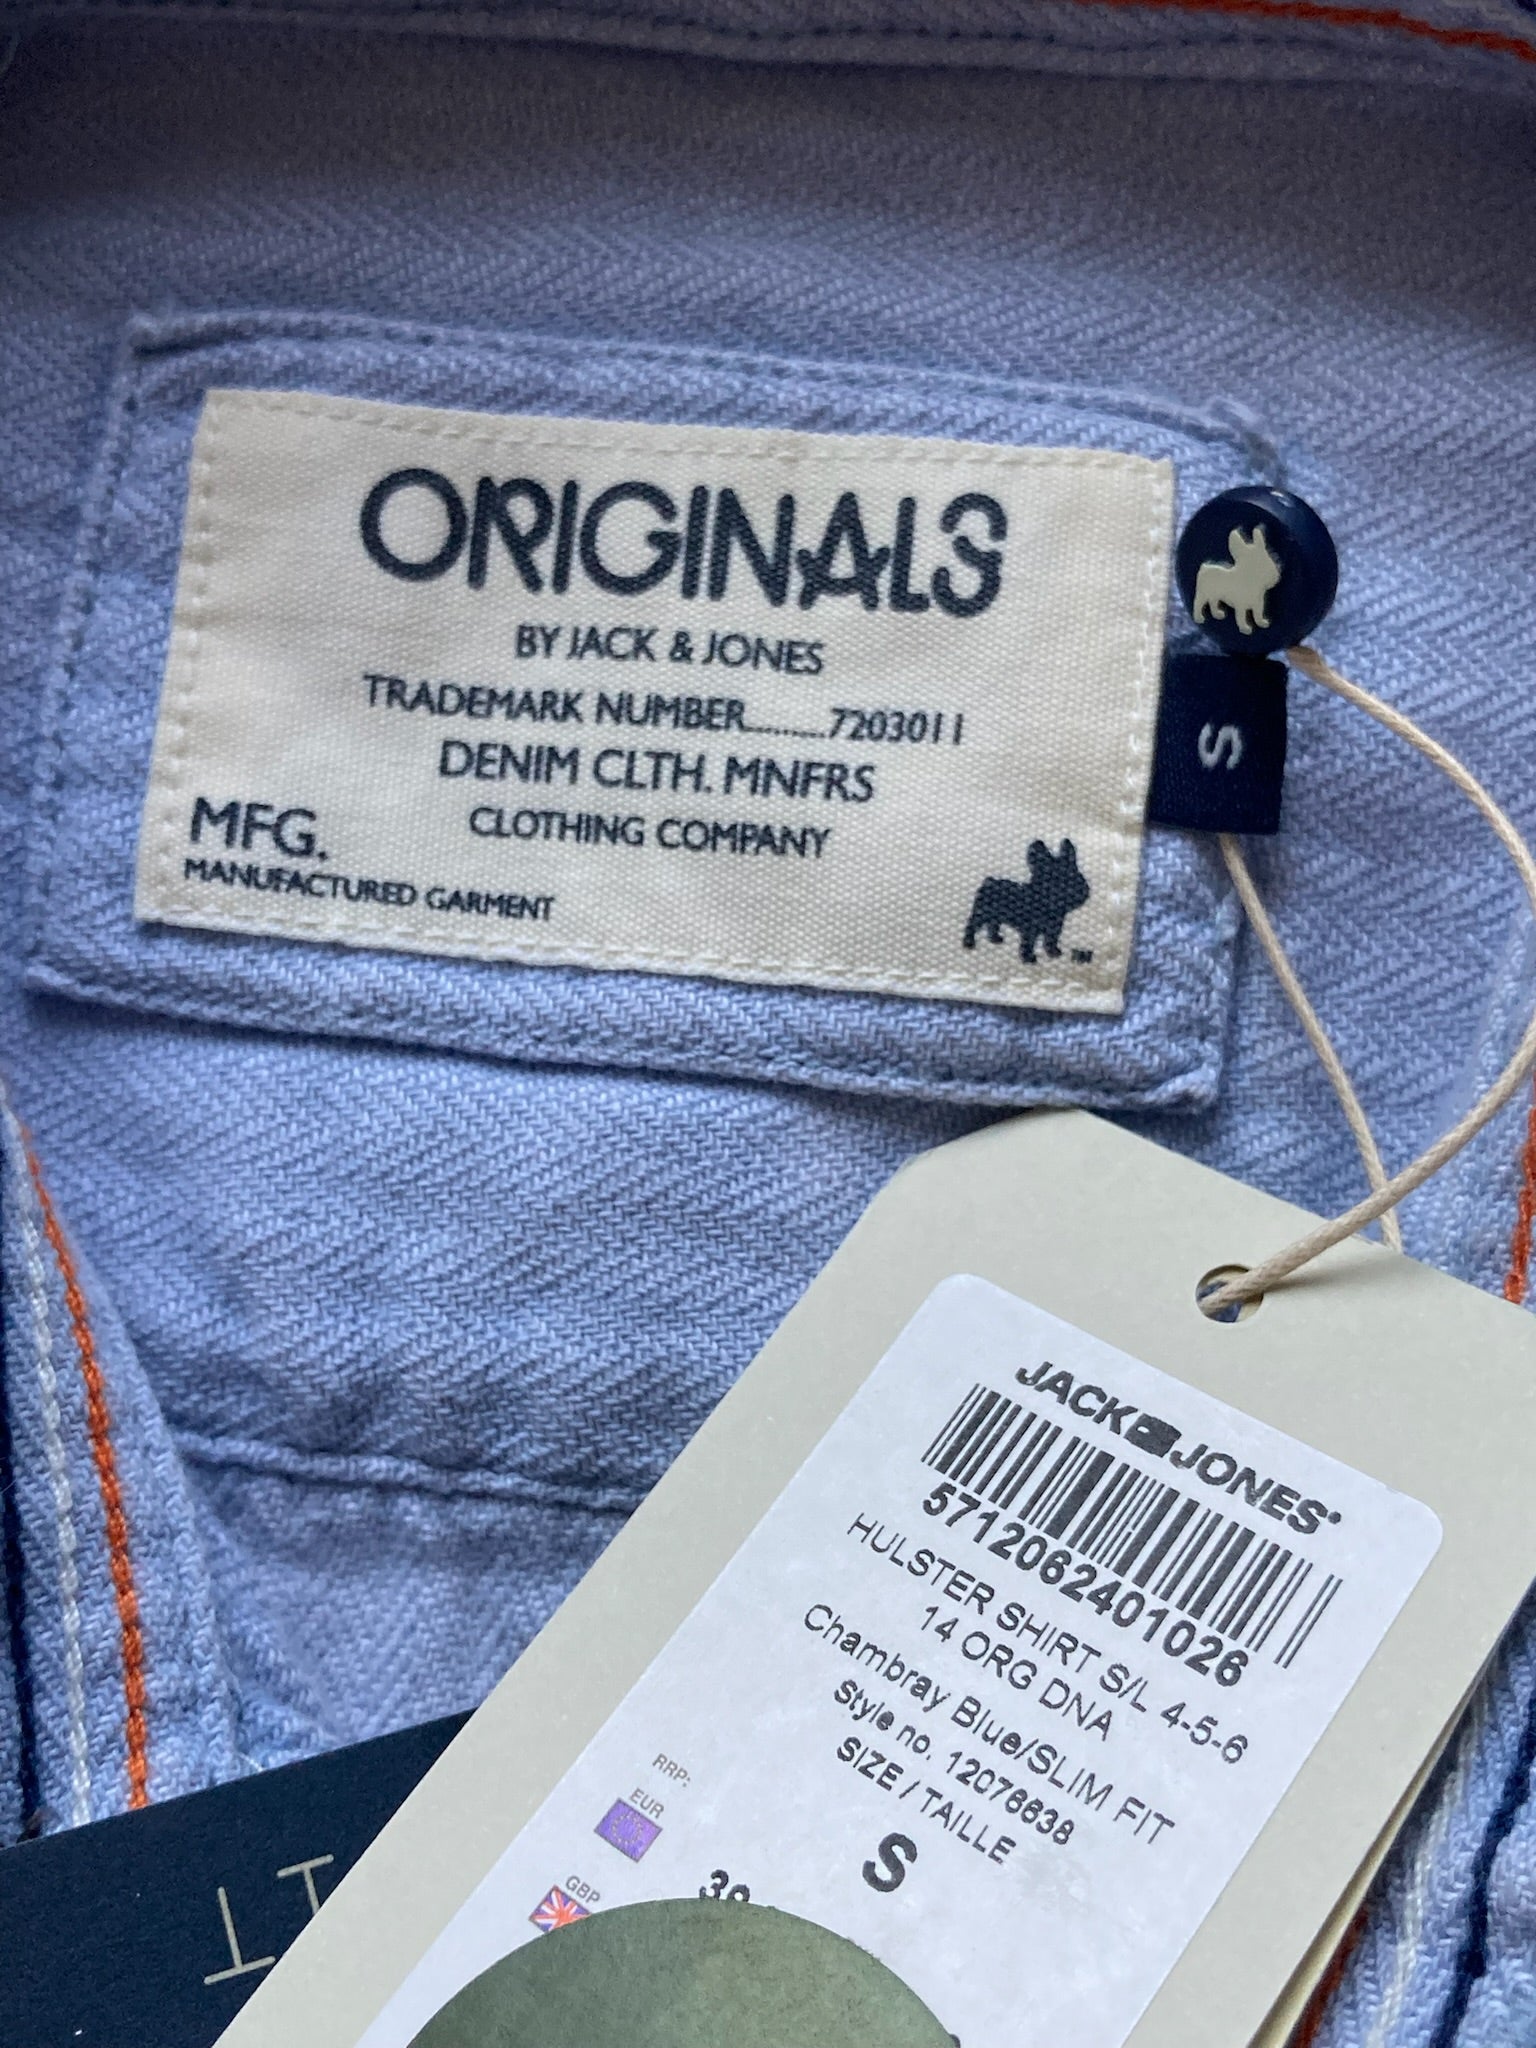 ORIGINALS
BY JACK & JONES
TRADEMARK NUMBER.........7203011
DENIM CLTH. MNFRS
CLOTHING COMPANY
MFG.
MANUFACTURED GARMENT
TM
S
JACK JONES®
5712062401026
HULSTER SHIRT S/L 4-5-6
14 ORG DNA
Chambray Blue/SLIM FIT
Style no. 12076638
SIZE / TAILLE
S
RRP:
EUR
GBP